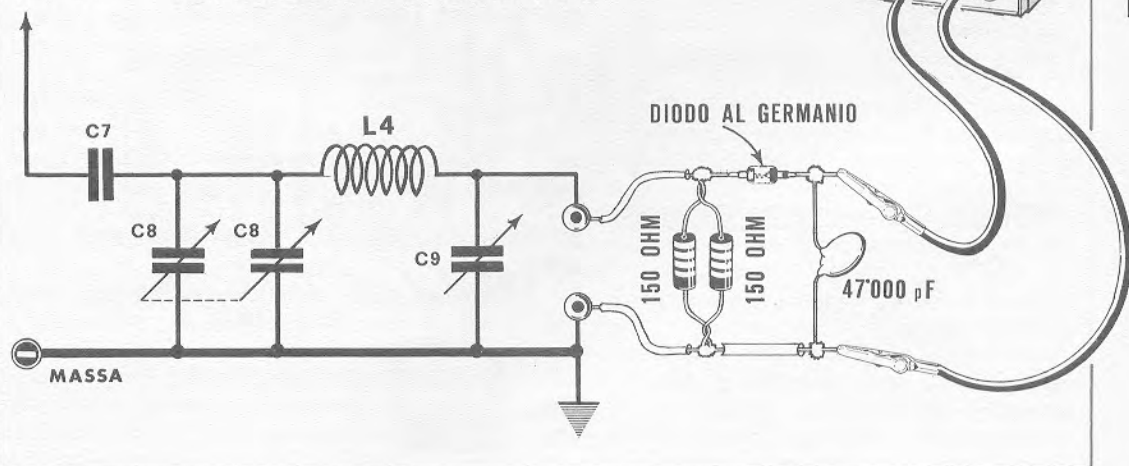 C7
L4
DIODO AL GERMANIO
C8
C8
C9
150 OHM
150 OHM
47'000 pF
MASSA